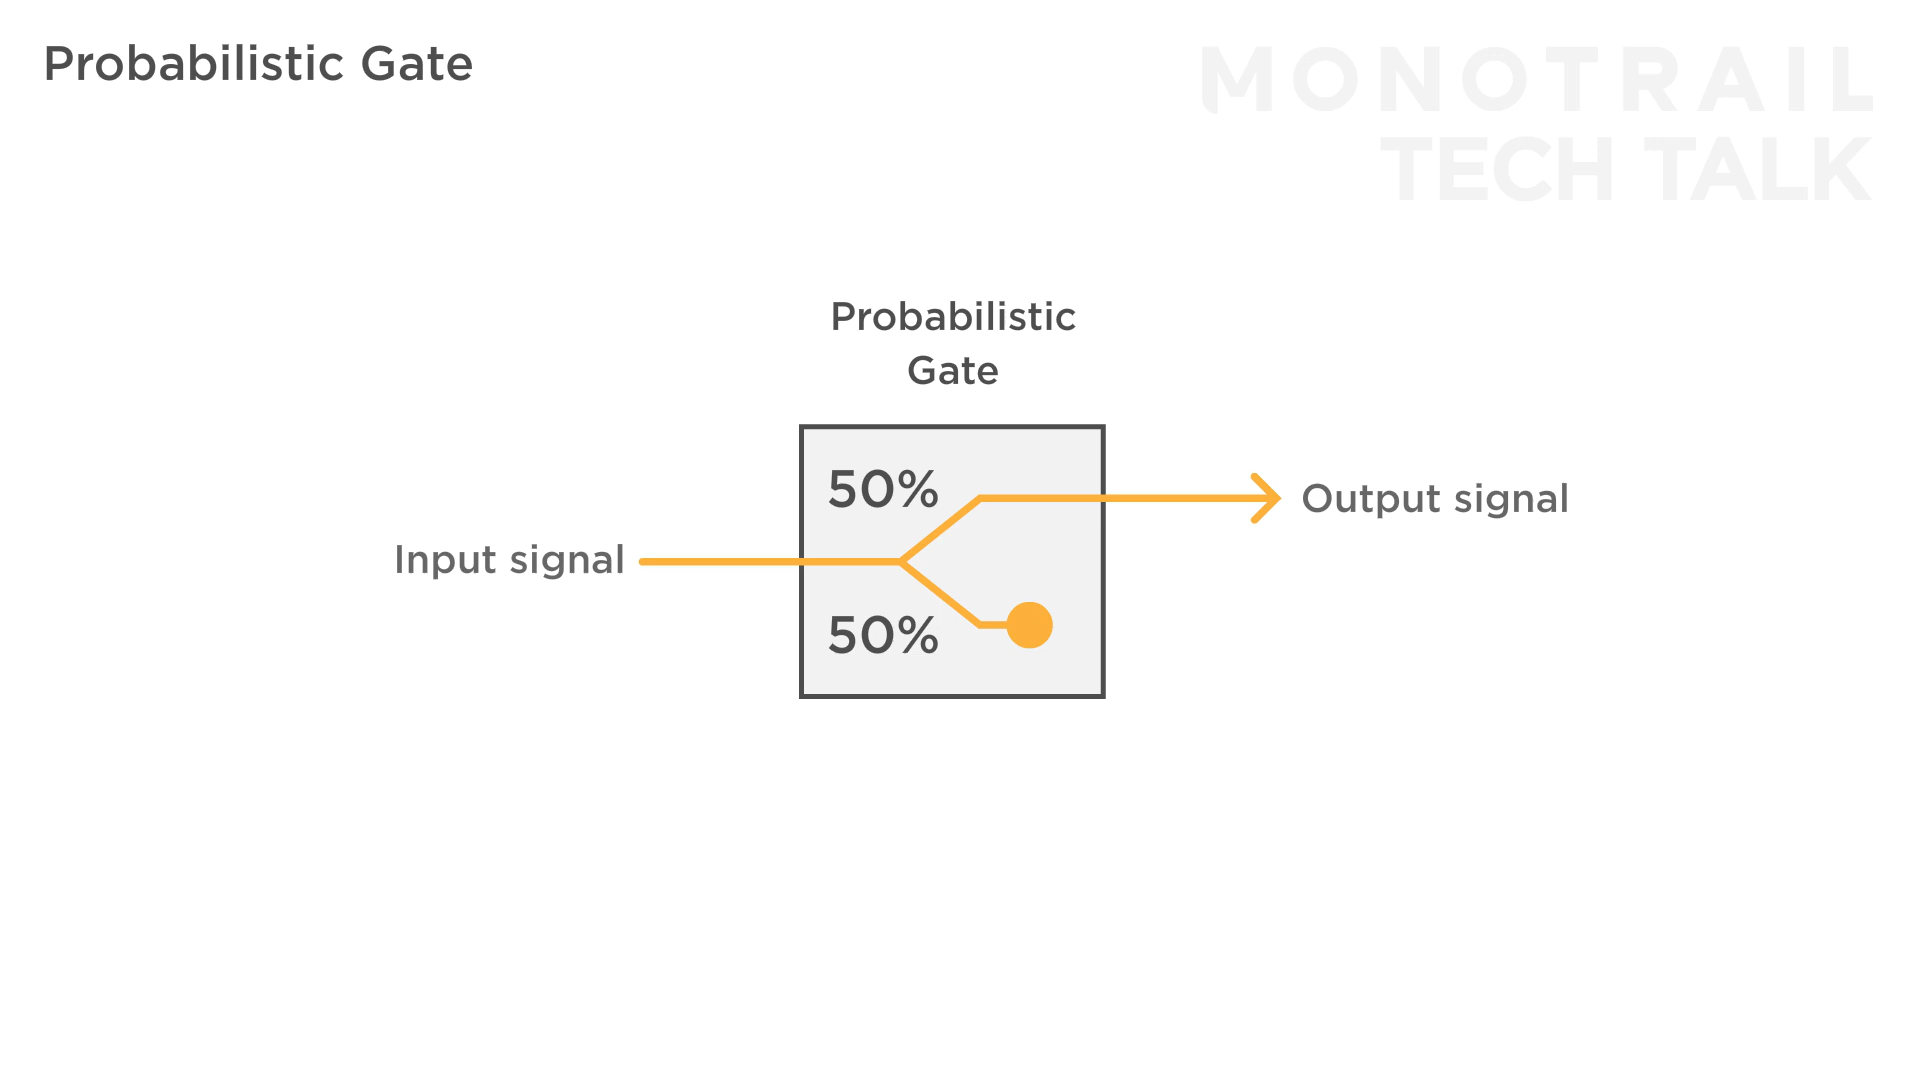 Probabilistic Gate
MONOTRAIL
TECH TALK
Probabilistic
Gate
50%
Output signal
Input signal
50%